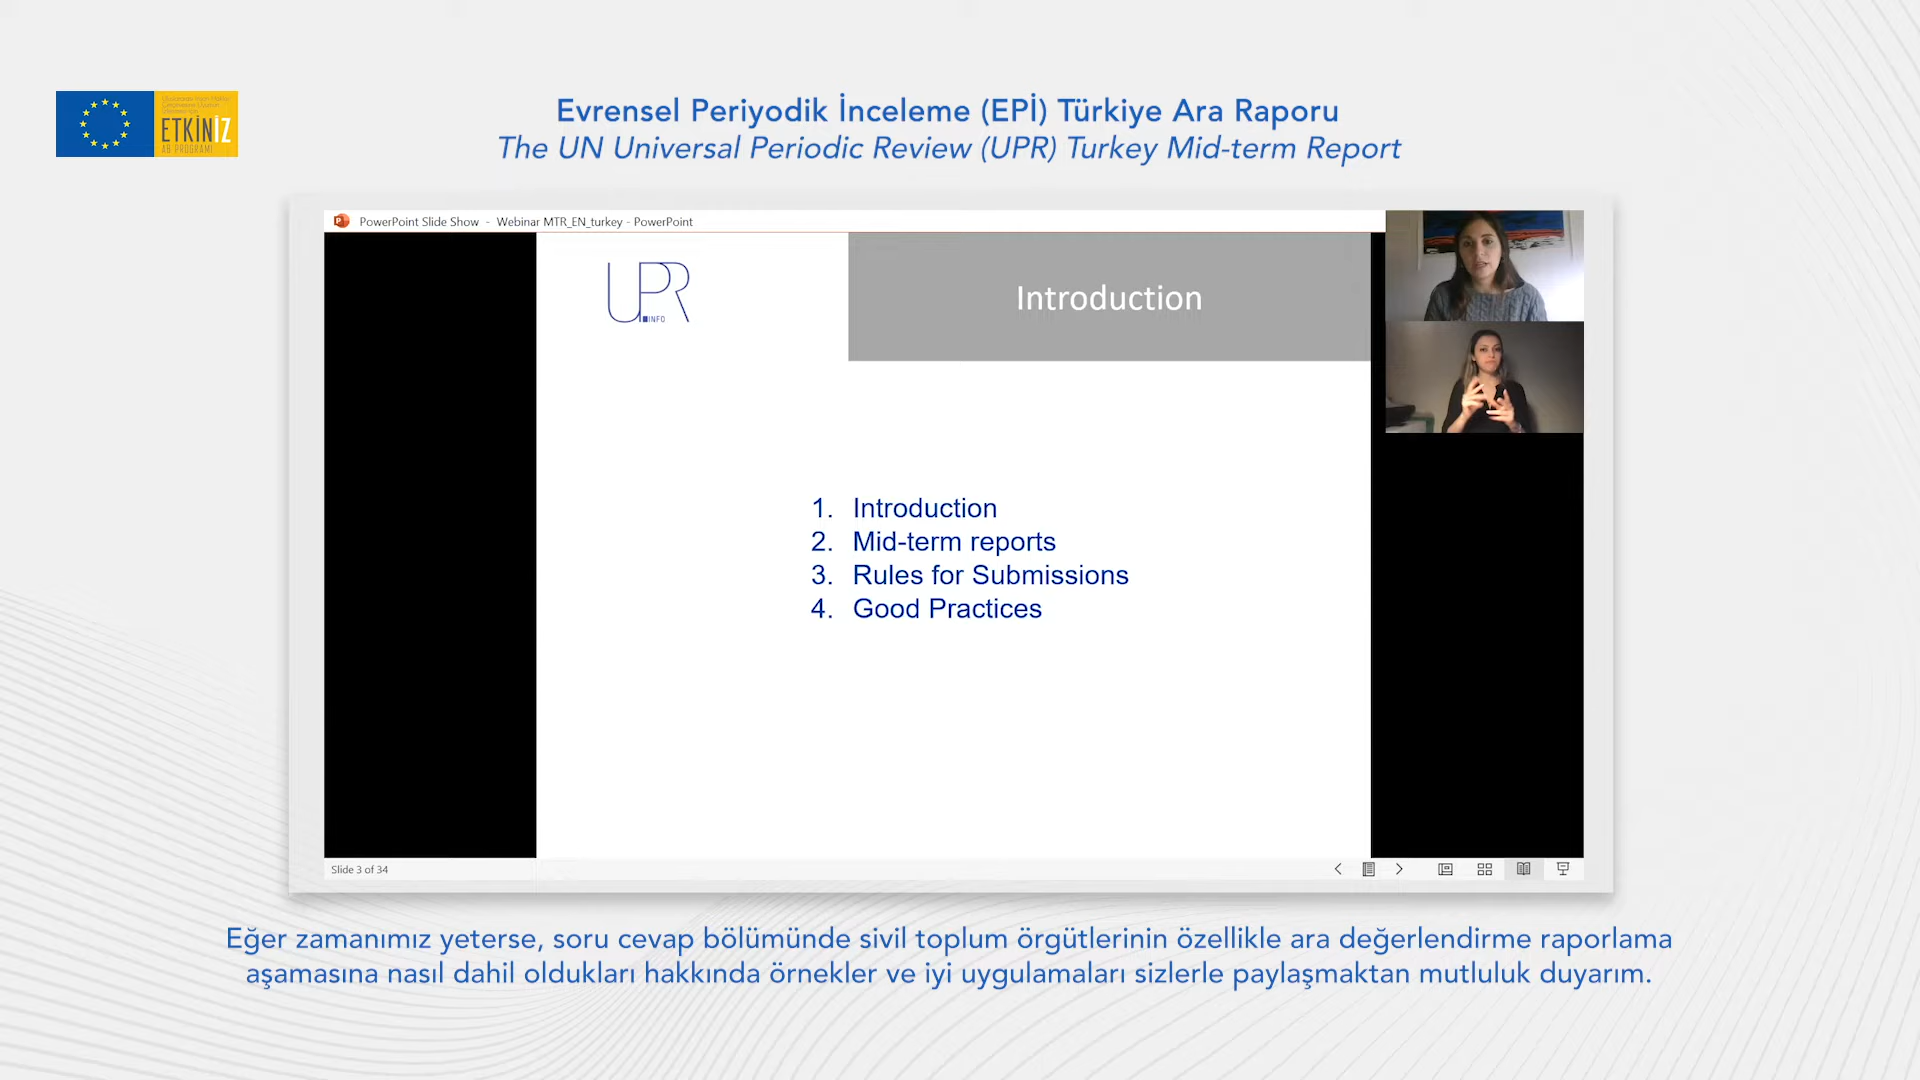 Evrensel Periyodik İnceleme (EPİ) Türkiye Ara Raporu
The UN Universal Periodic Review (UPR) Turkey Mid-term Report
ETKİNİZ
AB PROGRAMI
PowerPoint Slide Show - Webinar MTR_EN_turkey - PowerPoint
UPR
INFO
Introduction
1. Introduction
2. Mid-term reports
3. Rules for Submissions
4. Good Practices
Slide 3 of 34
Eğer zamanımız yeterse, soru cevap bölümünde sivil toplum örgütlerinin özellikle ara değerlendirme raporlama
aşamasına nasıl dahil oldukları hakkında örnekler ve iyi uygulamaları sizlerle paylaşmaktan mutluluk duyarım.